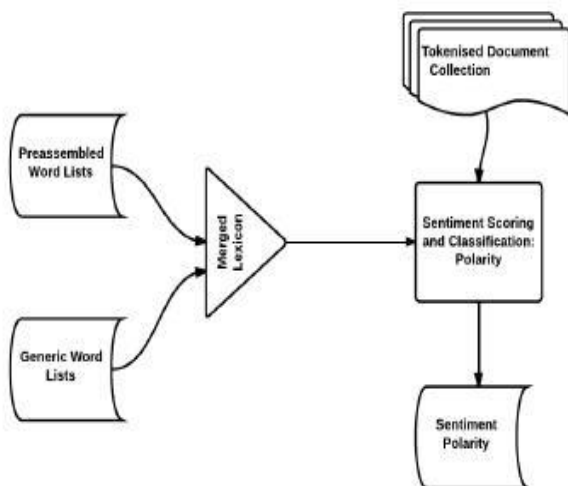 Tokenised Document
Collection
Preassembled
Word Lists
Merged
Lexicon
Sentiment Scoring
and Classification:
Polarity
Generic Word
Lists
Sentiment
Polarity